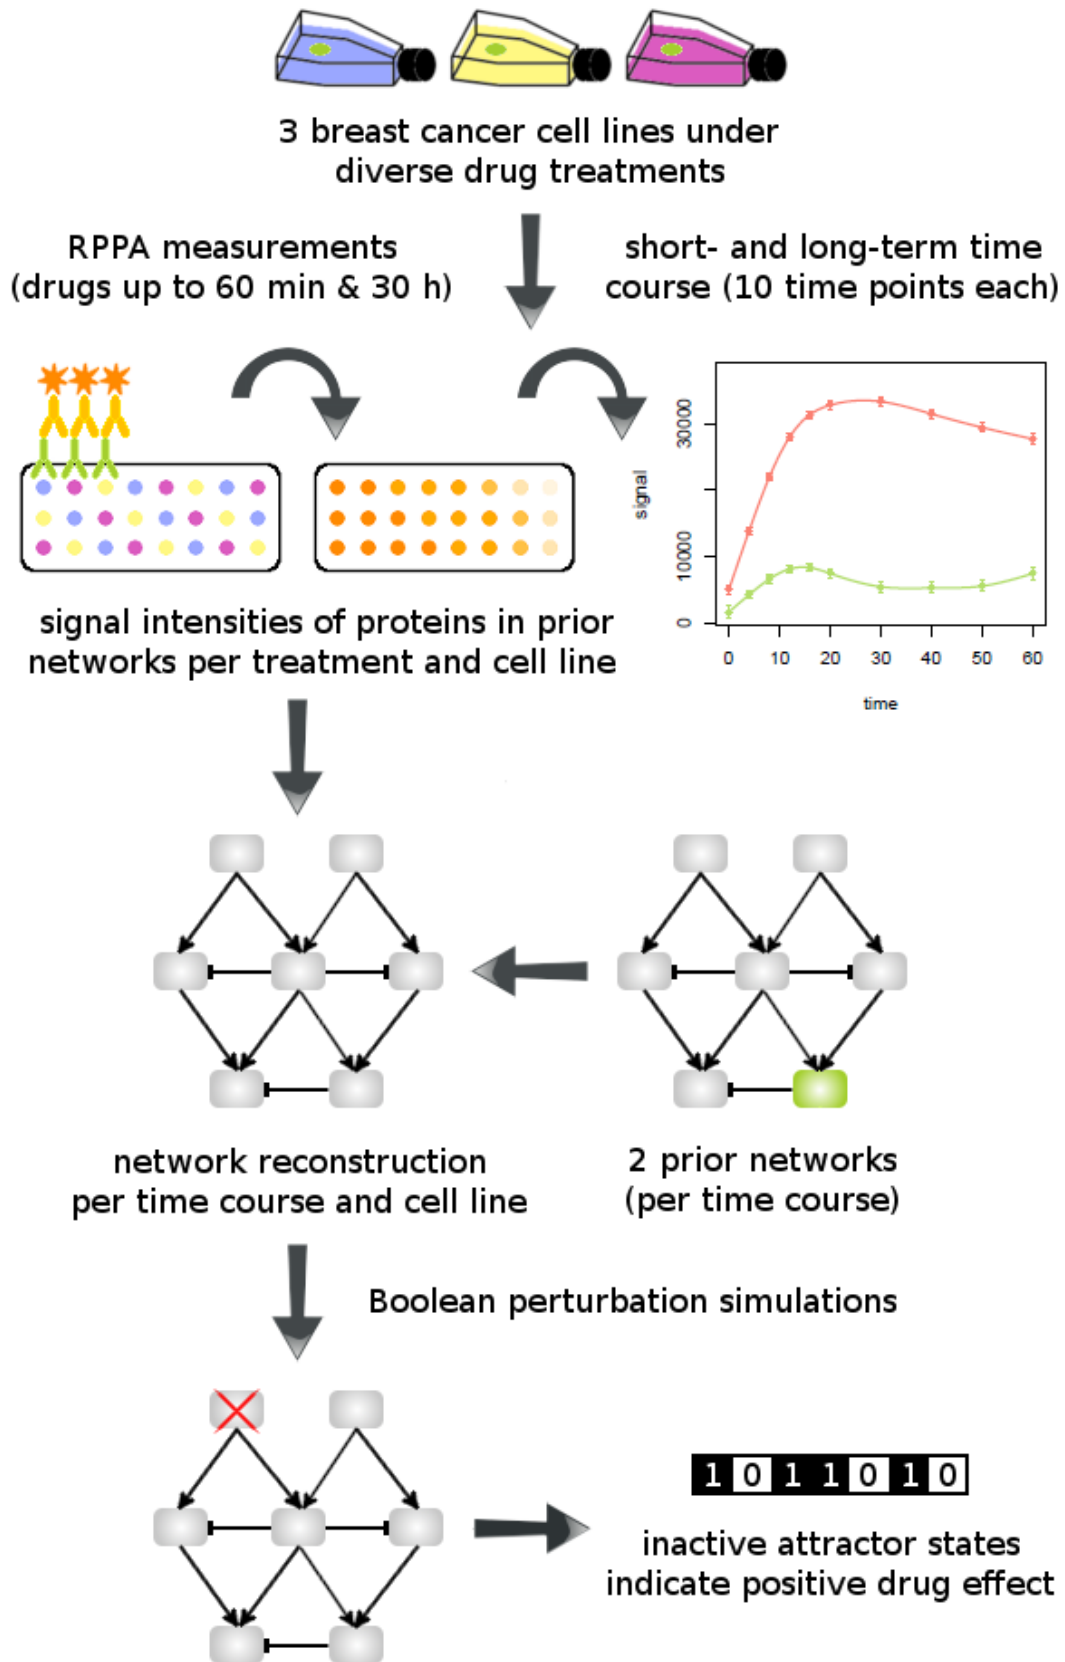 3 breast cancer cell lines under
diverse drug treatments
RPPA measurements
(drugs up to 60 min & 30 h)
short- and long-term time
course (10 time points each)
signal
30000
10000
0
0 10 20 30 40 50 60
time
signal intensities of proteins in prior
networks per treatment and cell line
network reconstruction
per time course and cell line
2 prior networks
(per time course)
Boolean perturbation simulations
1 0 1 1 0 1 0
inactive attractor states
indicate positive drug effect